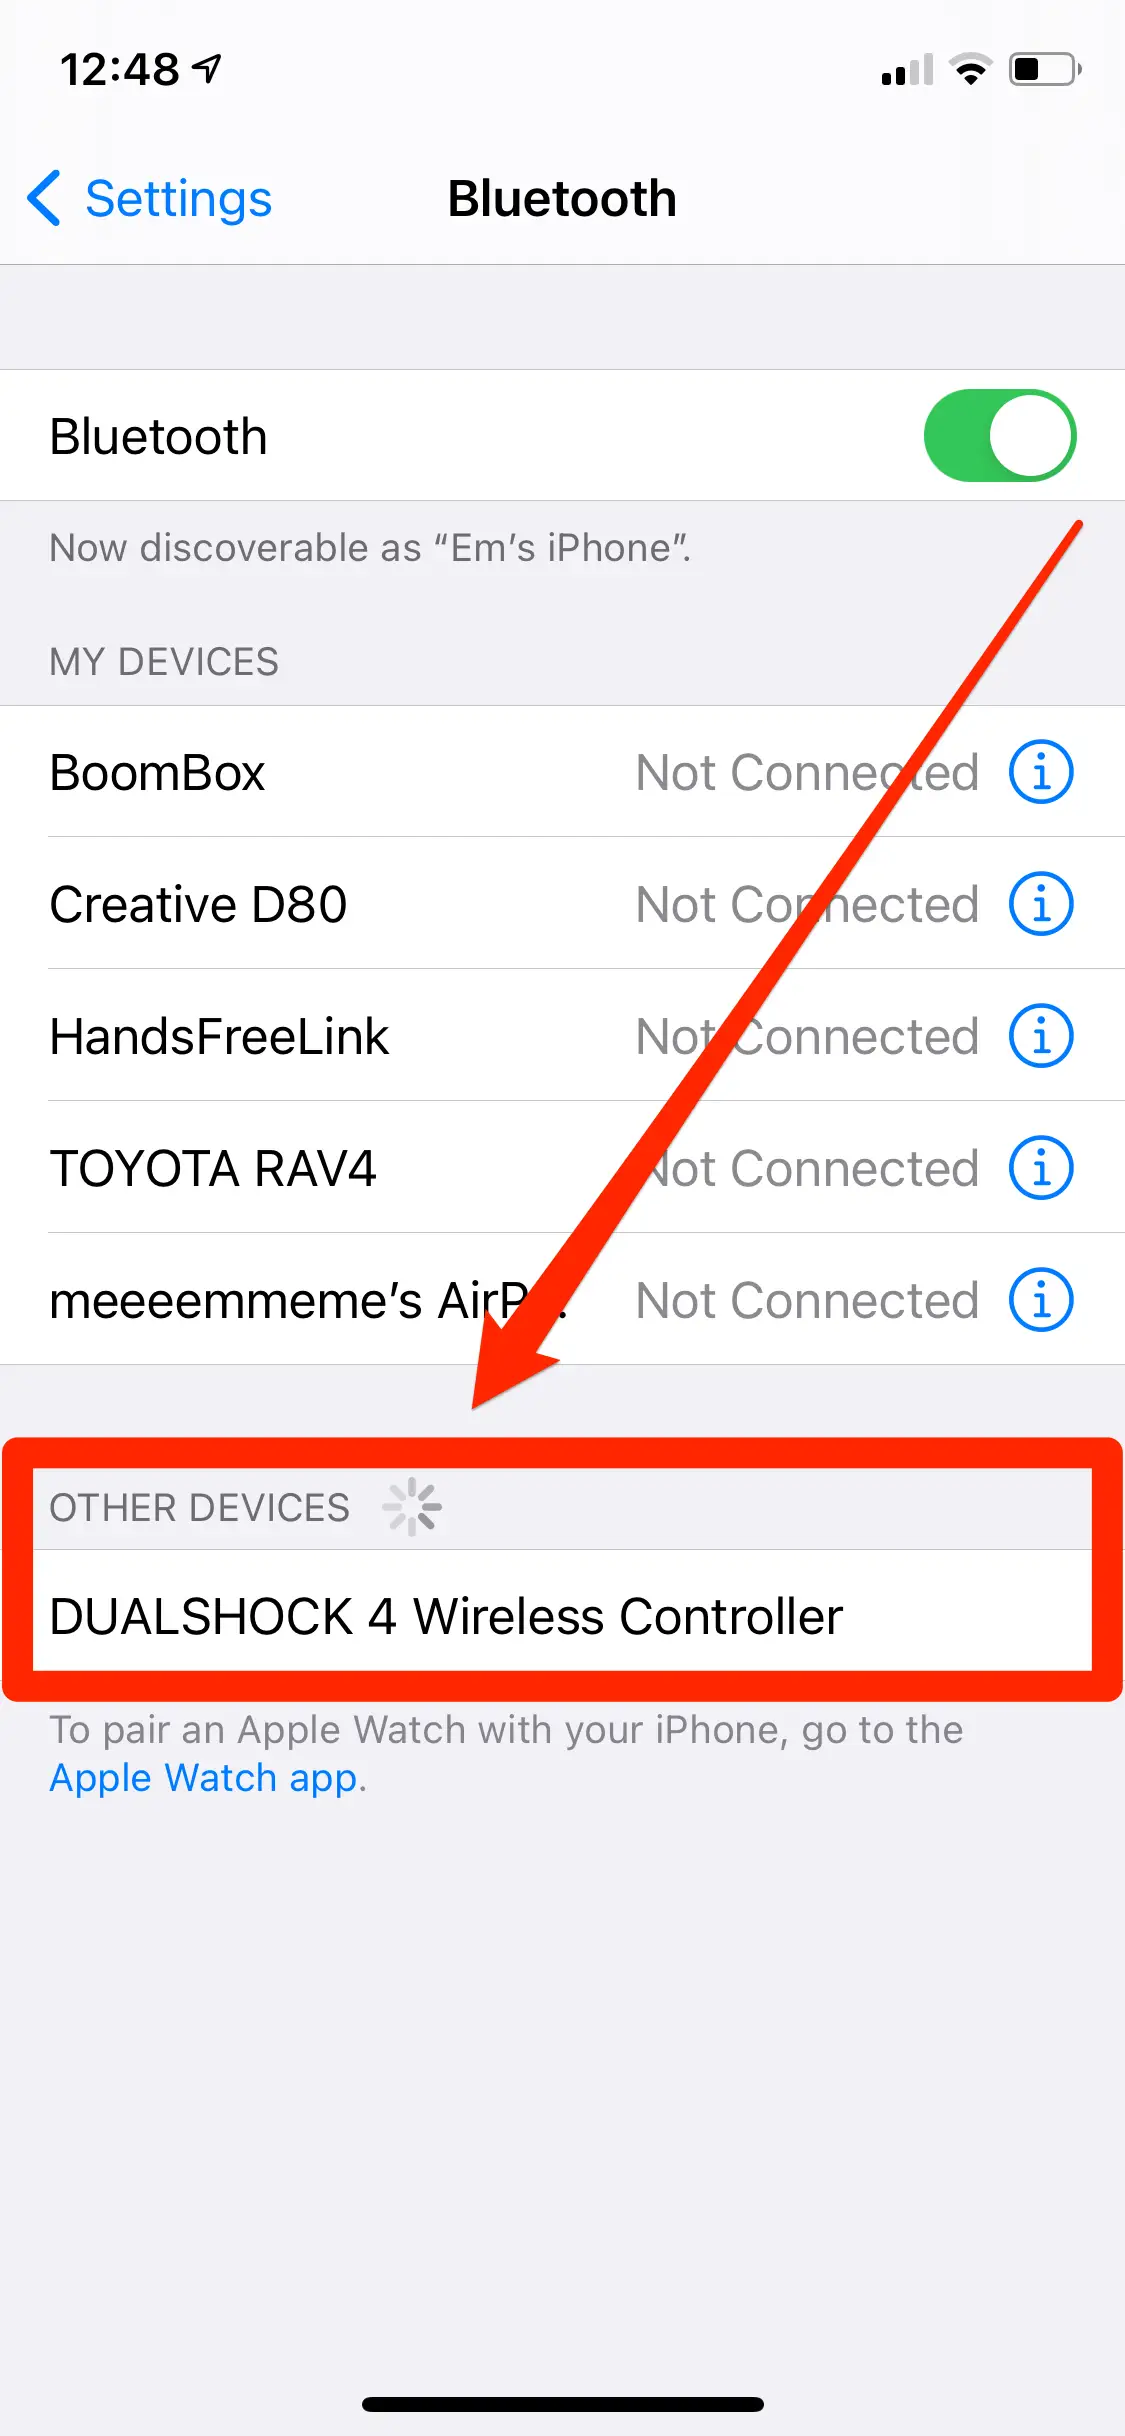 12:48
Settings
Bluetooth
Bluetooth
Now discoverable as “Em’s iPhone”.
MY DEVICES
BoomBox Not Connected
Creative D80 Not Connected
HandsFreeLink Not Connected
TOYOTA RAV4 Not Connected
meeeemmeme’s Not Connected
OTHER DEVICES
DUALSHOCK 4 Wireless Controller
To pair an Apple Watch with your iPhone, go to the
Apple Watch app.